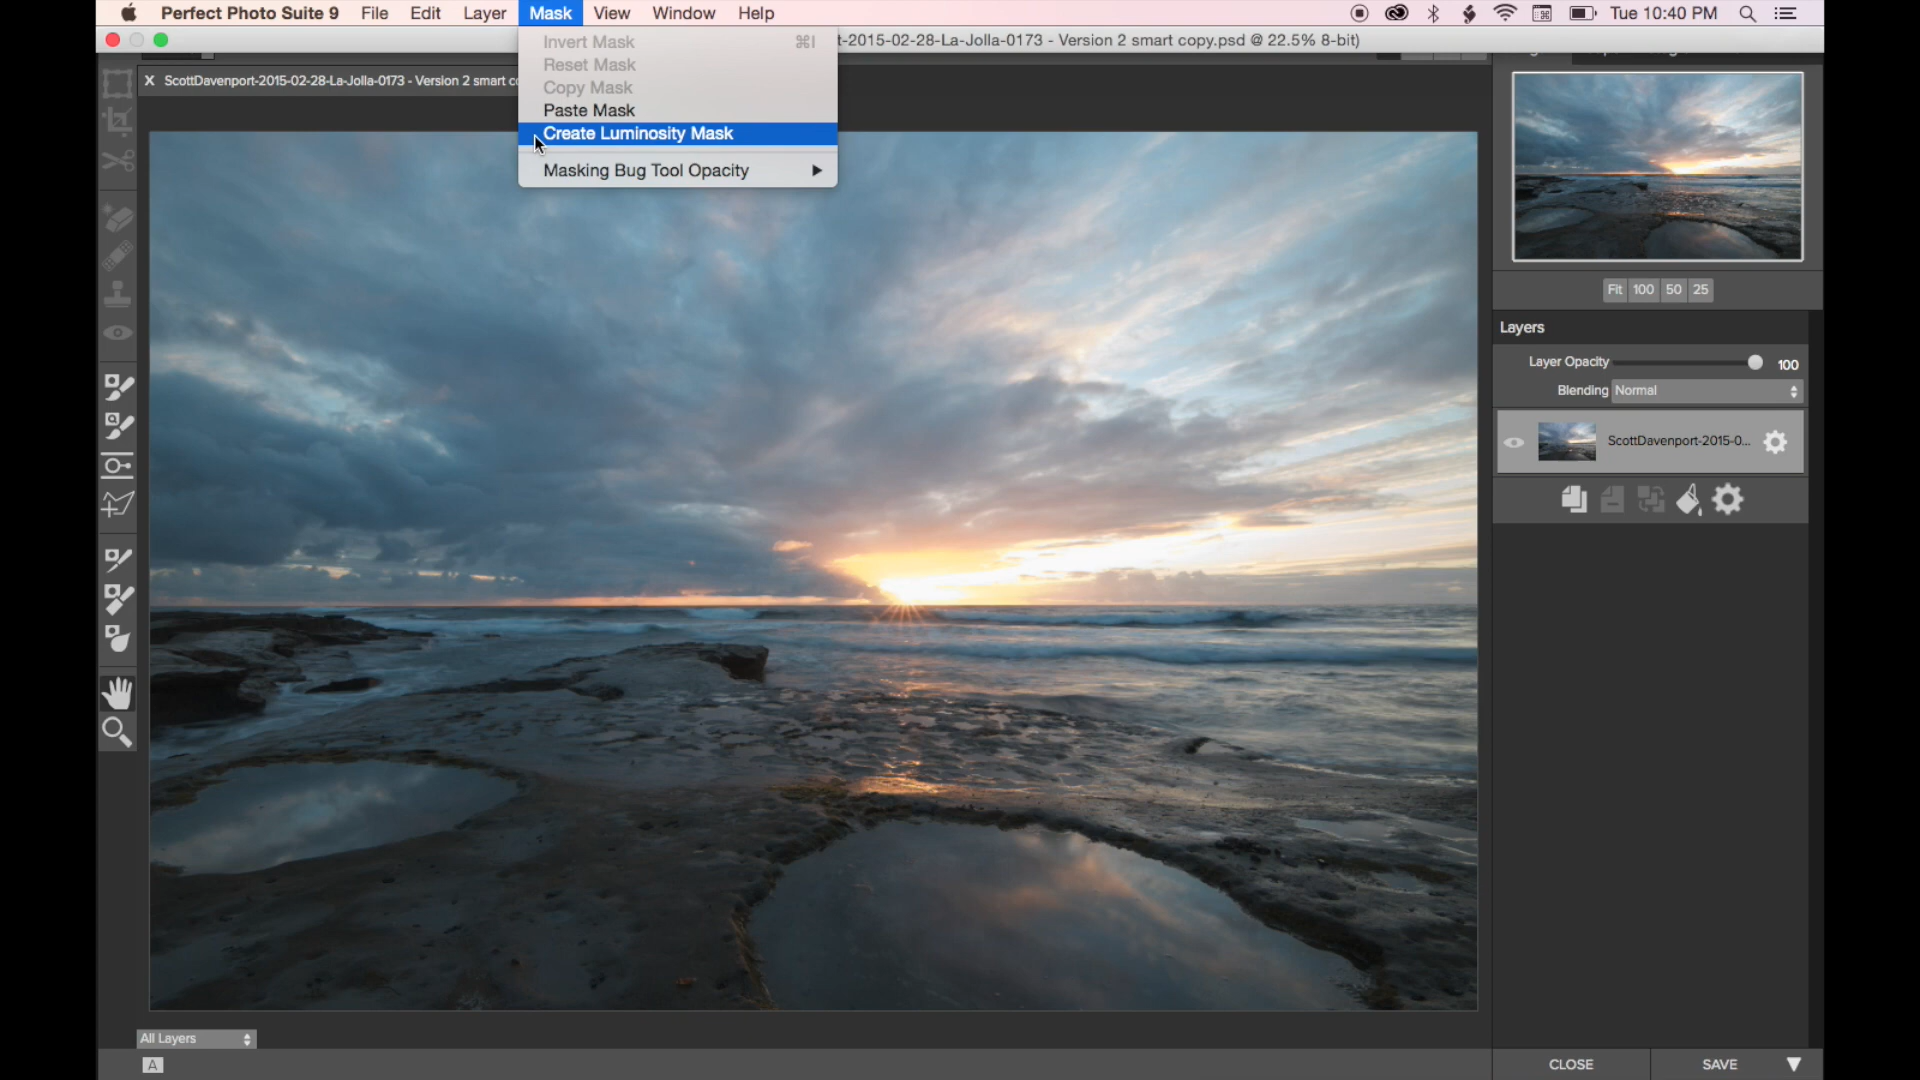 Perfect Photo Suite 9 File Edit Layer Mask View Window Help Tue 10:40 PM
t-2015-02-28-La-Jolla-0173 - Version 2 smart copy.psd @ 22.5% 8-bit)
X ScottDavenport-2015-02-28-La-Jolla-0173 - Version 2 smart
Invert Mask ⌘I
Reset Mask
Copy Mask
Paste Mask
Create Luminosity Mask
Masking Bug Tool Opacity
Fit 100 50 25
Layers
Layer Opacity 100
Blending Normal
ScottDavenport-2015-0...
All Layers
A
CLOSE SAVE